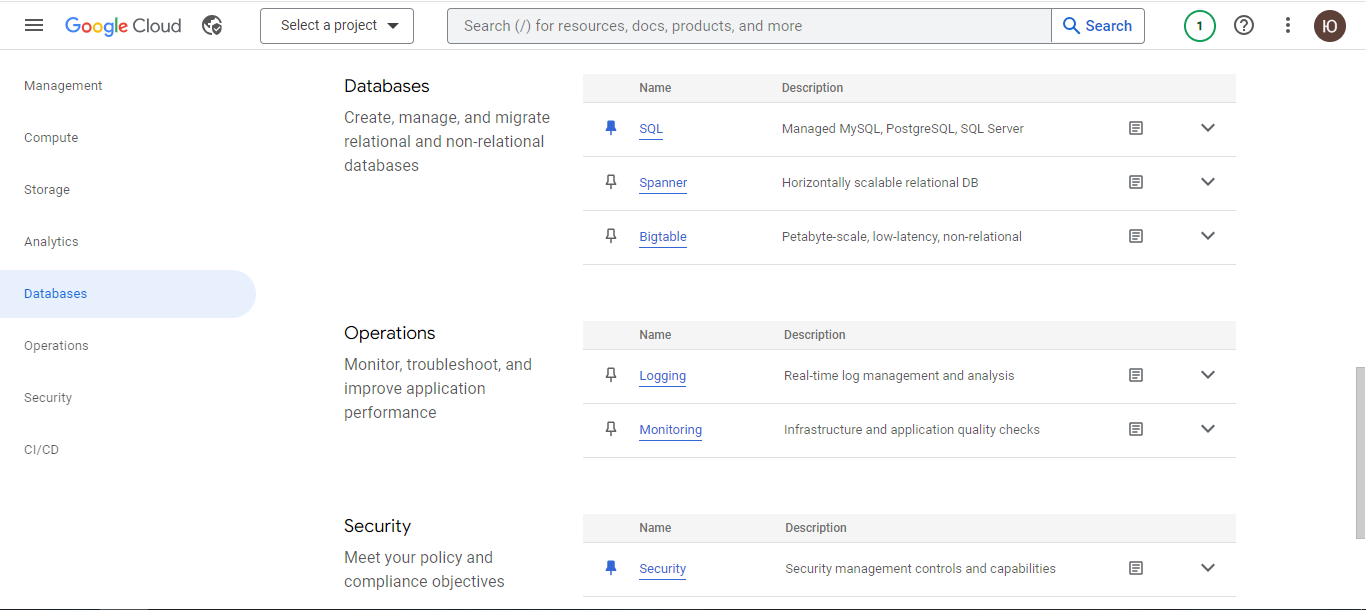 Google Cloud
Select a project
Search (/) for resources, docs, products, and more
Search
1
Ю
Management
Compute
Storage
Analytics
Databases
Operations
Security
CI/CD
Databases
Create, manage, and migrate
relational and non-relational
databases
Name Description
SQL Managed MySQL, PostgreSQL, SQL Server
Spanner Horizontally scalable relational DB
Bigtable Petabyte-scale, low-latency, non-relational
Operations
Monitor, troubleshoot, and
improve application
performance
Name Description
Logging Real-time log management and analysis
Monitoring Infrastructure and application quality checks
Security
Meet your policy and
compliance objectives
Name Description
Security Security management controls and capabilities